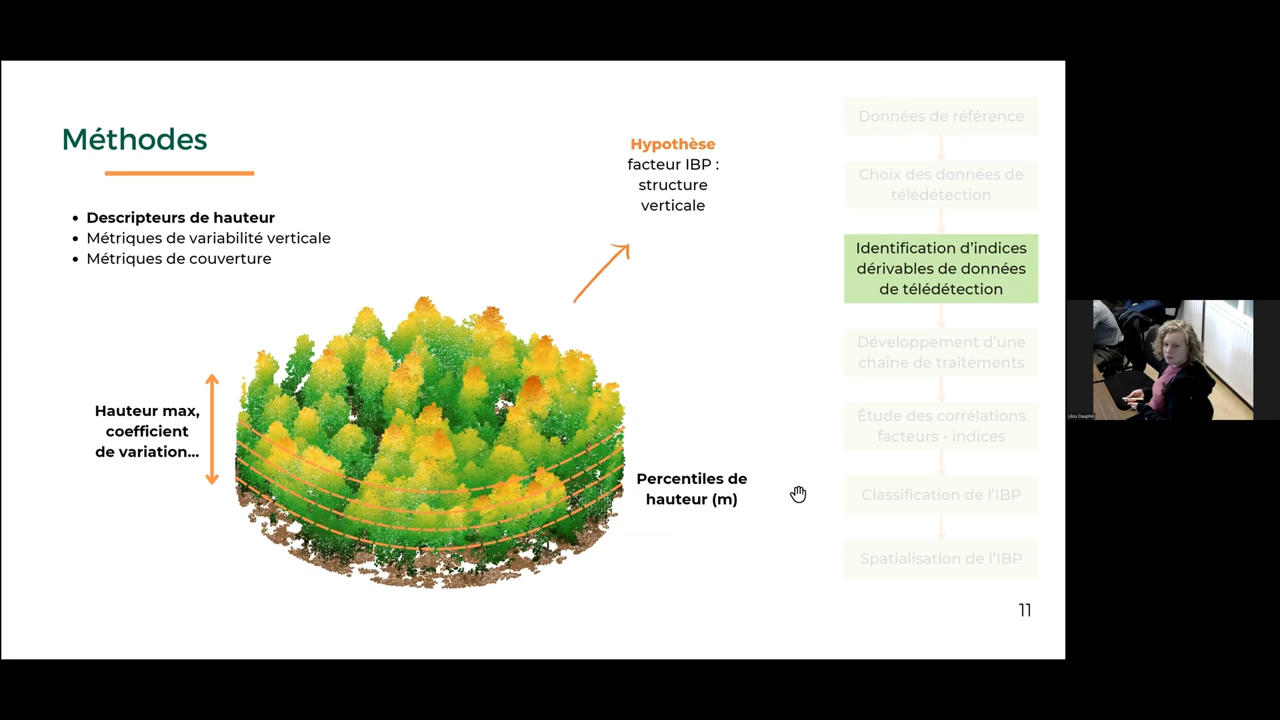 Méthodes
• Descripteurs de hauteur
• Métriques de variabilité verticale
• Métriques de couverture
Hypothèse
facteur IBP :
structure
verticale
Hauteur max,
coefficient
de variation...
Percentiles de
hauteur (m)
Données de référence
Choix des données de
télédétection
Identification d'indices
dérivables de données
de télédétection
Développement d'une
chaîne de traitements
Étude des corrélations
facteurs - indices
Classification de l'IBP
Spatialisation de l'IBP
11
Lilou Dauphin